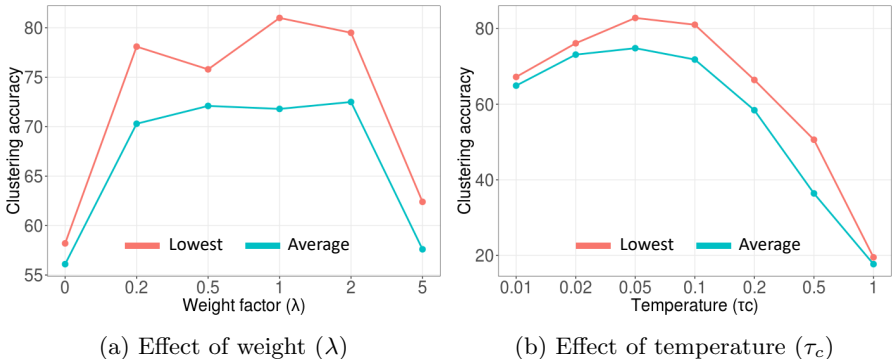 Clustering accuracy
80
75
70
65
60
55
Lowest Average
0 0.2 0.5 1 2 5
Weight factor (λ)
(a) Effect of weight (λ)
Clustering accuracy
80
60
40
20
Lowest Average
0.01 0.02 0.05 0.1 0.2 0.5 1
Temperature (τc)
(b) Effect of temperature (τc)